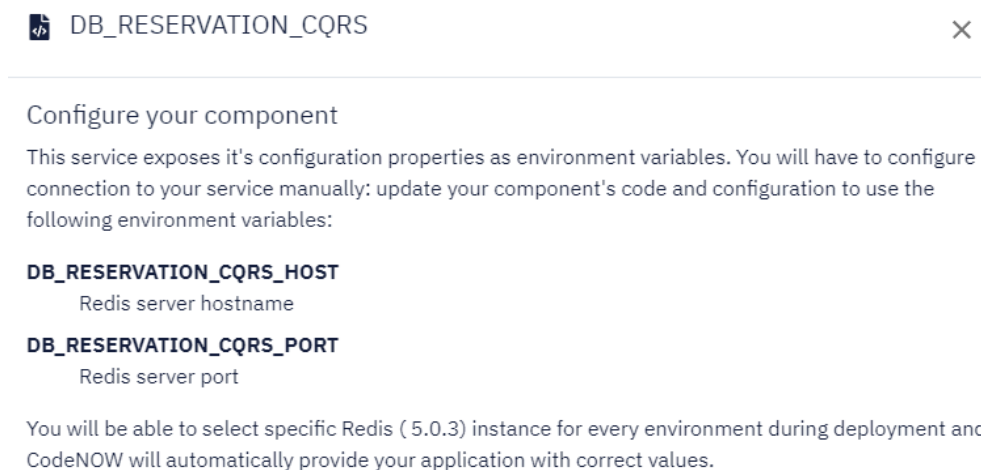 DB_RESERVATION_CQRS
Configure your component
This service exposes it's configuration properties as environment variables. You will have to configure
connection to your service manually: update your component's code and configuration to use the
following environment variables:
DB_RESERVATION_CQRS_HOST
Redis server hostname
DB_RESERVATION_CQRS_PORT
Redis server port
You will be able to select specific Redis ( 5.0.3) instance for every environment during deployment and
CodeNOW will automatically provide your application with correct values.